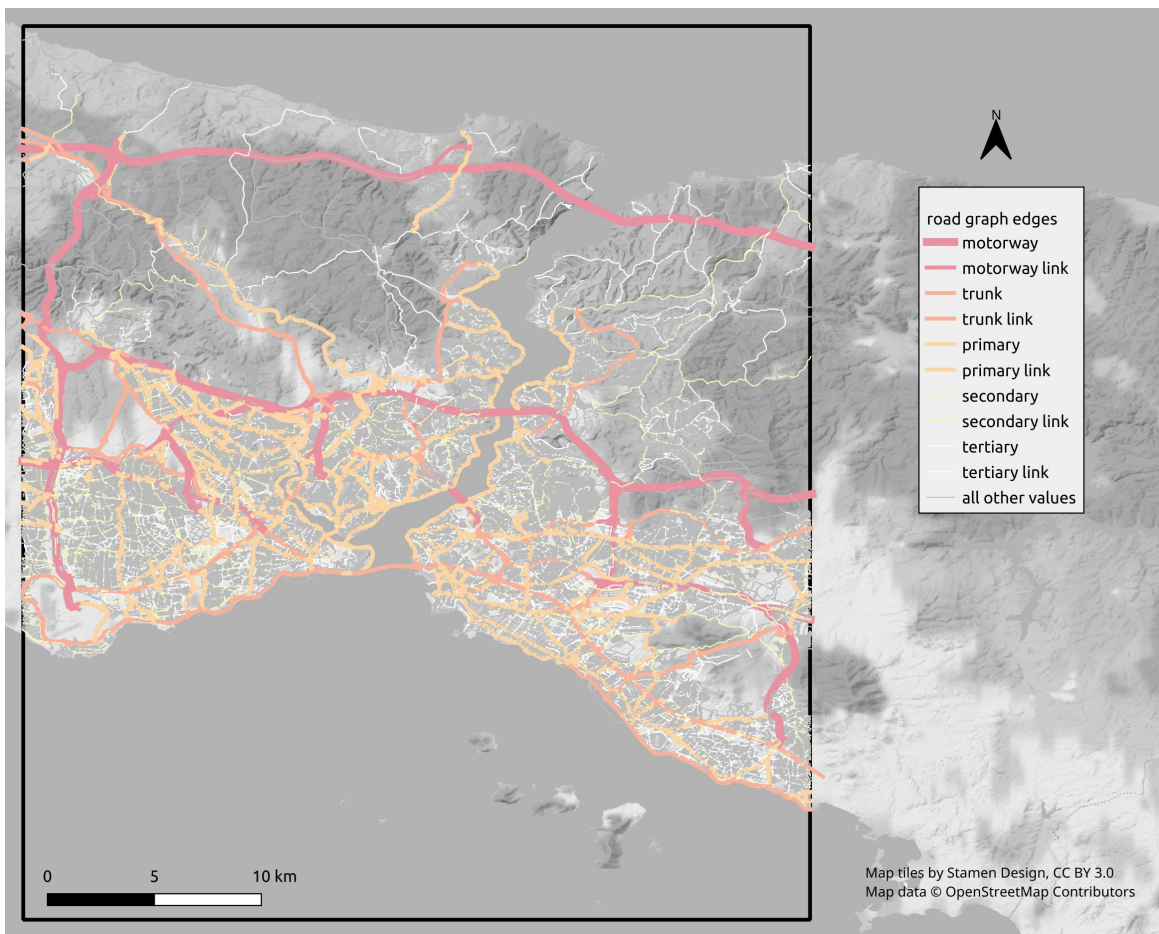 N
road graph edges
motorway
motorway link
trunk
trunk link
primary
primary link
secondary
secondary link
tertiary
tertiary link
all other values
0 5 10 km
Map tiles by Stamen Design, CC BY 3.0
Map data © OpenStreetMap Contributors